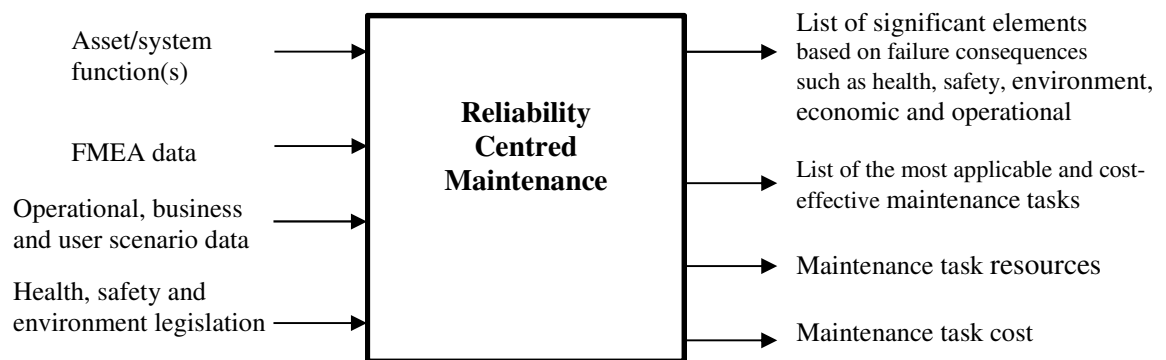 Asset/system
function(s)
FMEA data
Operational, business
and user scenario data
Health, safety and
environment legislation
Reliability
Centred
Maintenance
List of significant elements
based on failure consequences
such as health, safety, environment,
economic and operational
List of the most applicable and cost-
effective maintenance tasks
Maintenance task resources
Maintenance task cost